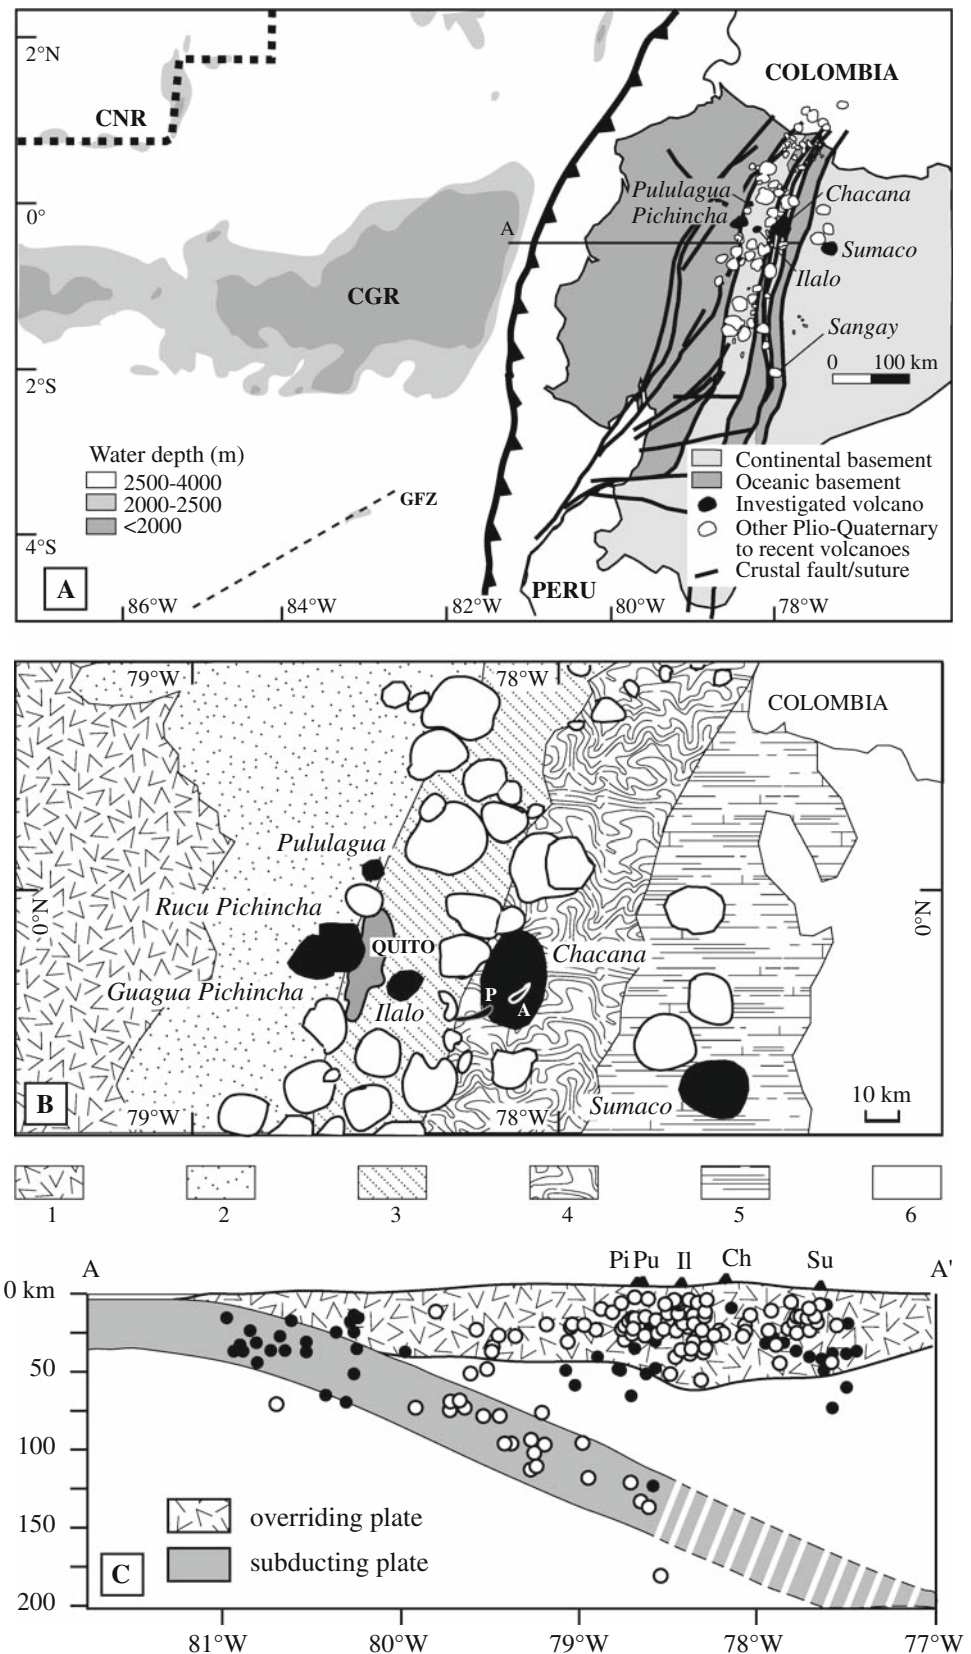 2°N
CNR
COLOMBIA
Pululagua
Pichincha
Chacana
0°
A
Sumaco
CGR
Ilalo
Sangay
0 100 km
2°S
Water depth (m)
2500-4000
2000-2500
<2000
GFZ
Continental basement
Oceanic basement
Investigated volcano
Other Plio-Quaternary
to recent volcanoes
Crustal fault/suture
4°S
A
PERU
86°W 84°W 82°W 80°W 78°W
79°W 78°W
COLOMBIA
Pululagua
0°N
Rucu Pichincha
0°N
QUITO
Chacana
Guagua Pichincha
P
A
Ilalo
B
79°W 78°W
Sumaco
10 km
1 2 3 4 5 6
A Pi Pu Il Ch Su A'
0 km
50
100
150
200
overriding plate
subducting plate
C
81°W 80°W 79°W 78°W 77°W